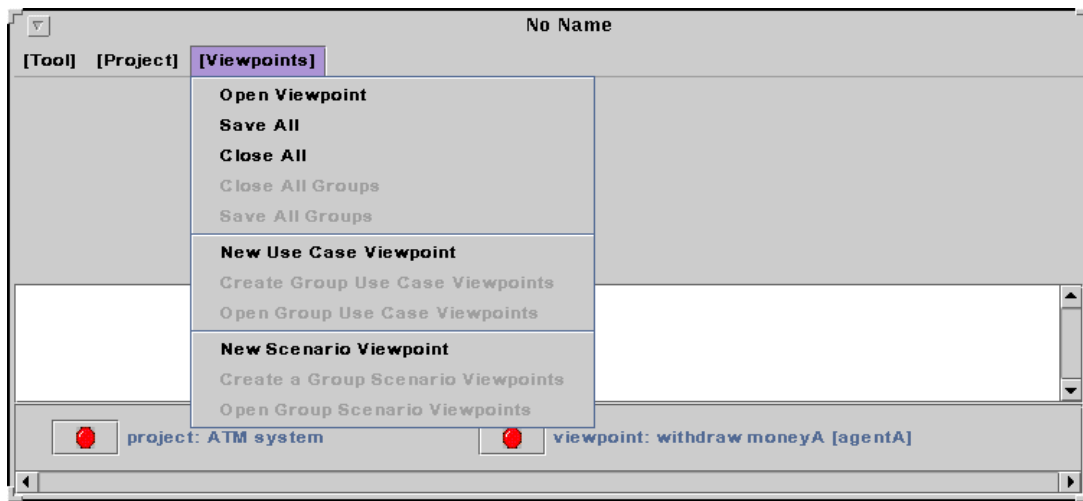 No Name
[Tool] [Project] [Viewpoints]
Open Viewpoint
Save All
Close All
Close All Groups
Save All Groups
New Use Case Viewpoint
Create Group Use Case Viewpoints
Open Group Use Case Viewpoints
New Scenario Viewpoint
Create a Group Scenario Viewpoints
Open Group Scenario Viewpoints
project: ATM system viewpoint: withdraw moneyA [agentA]